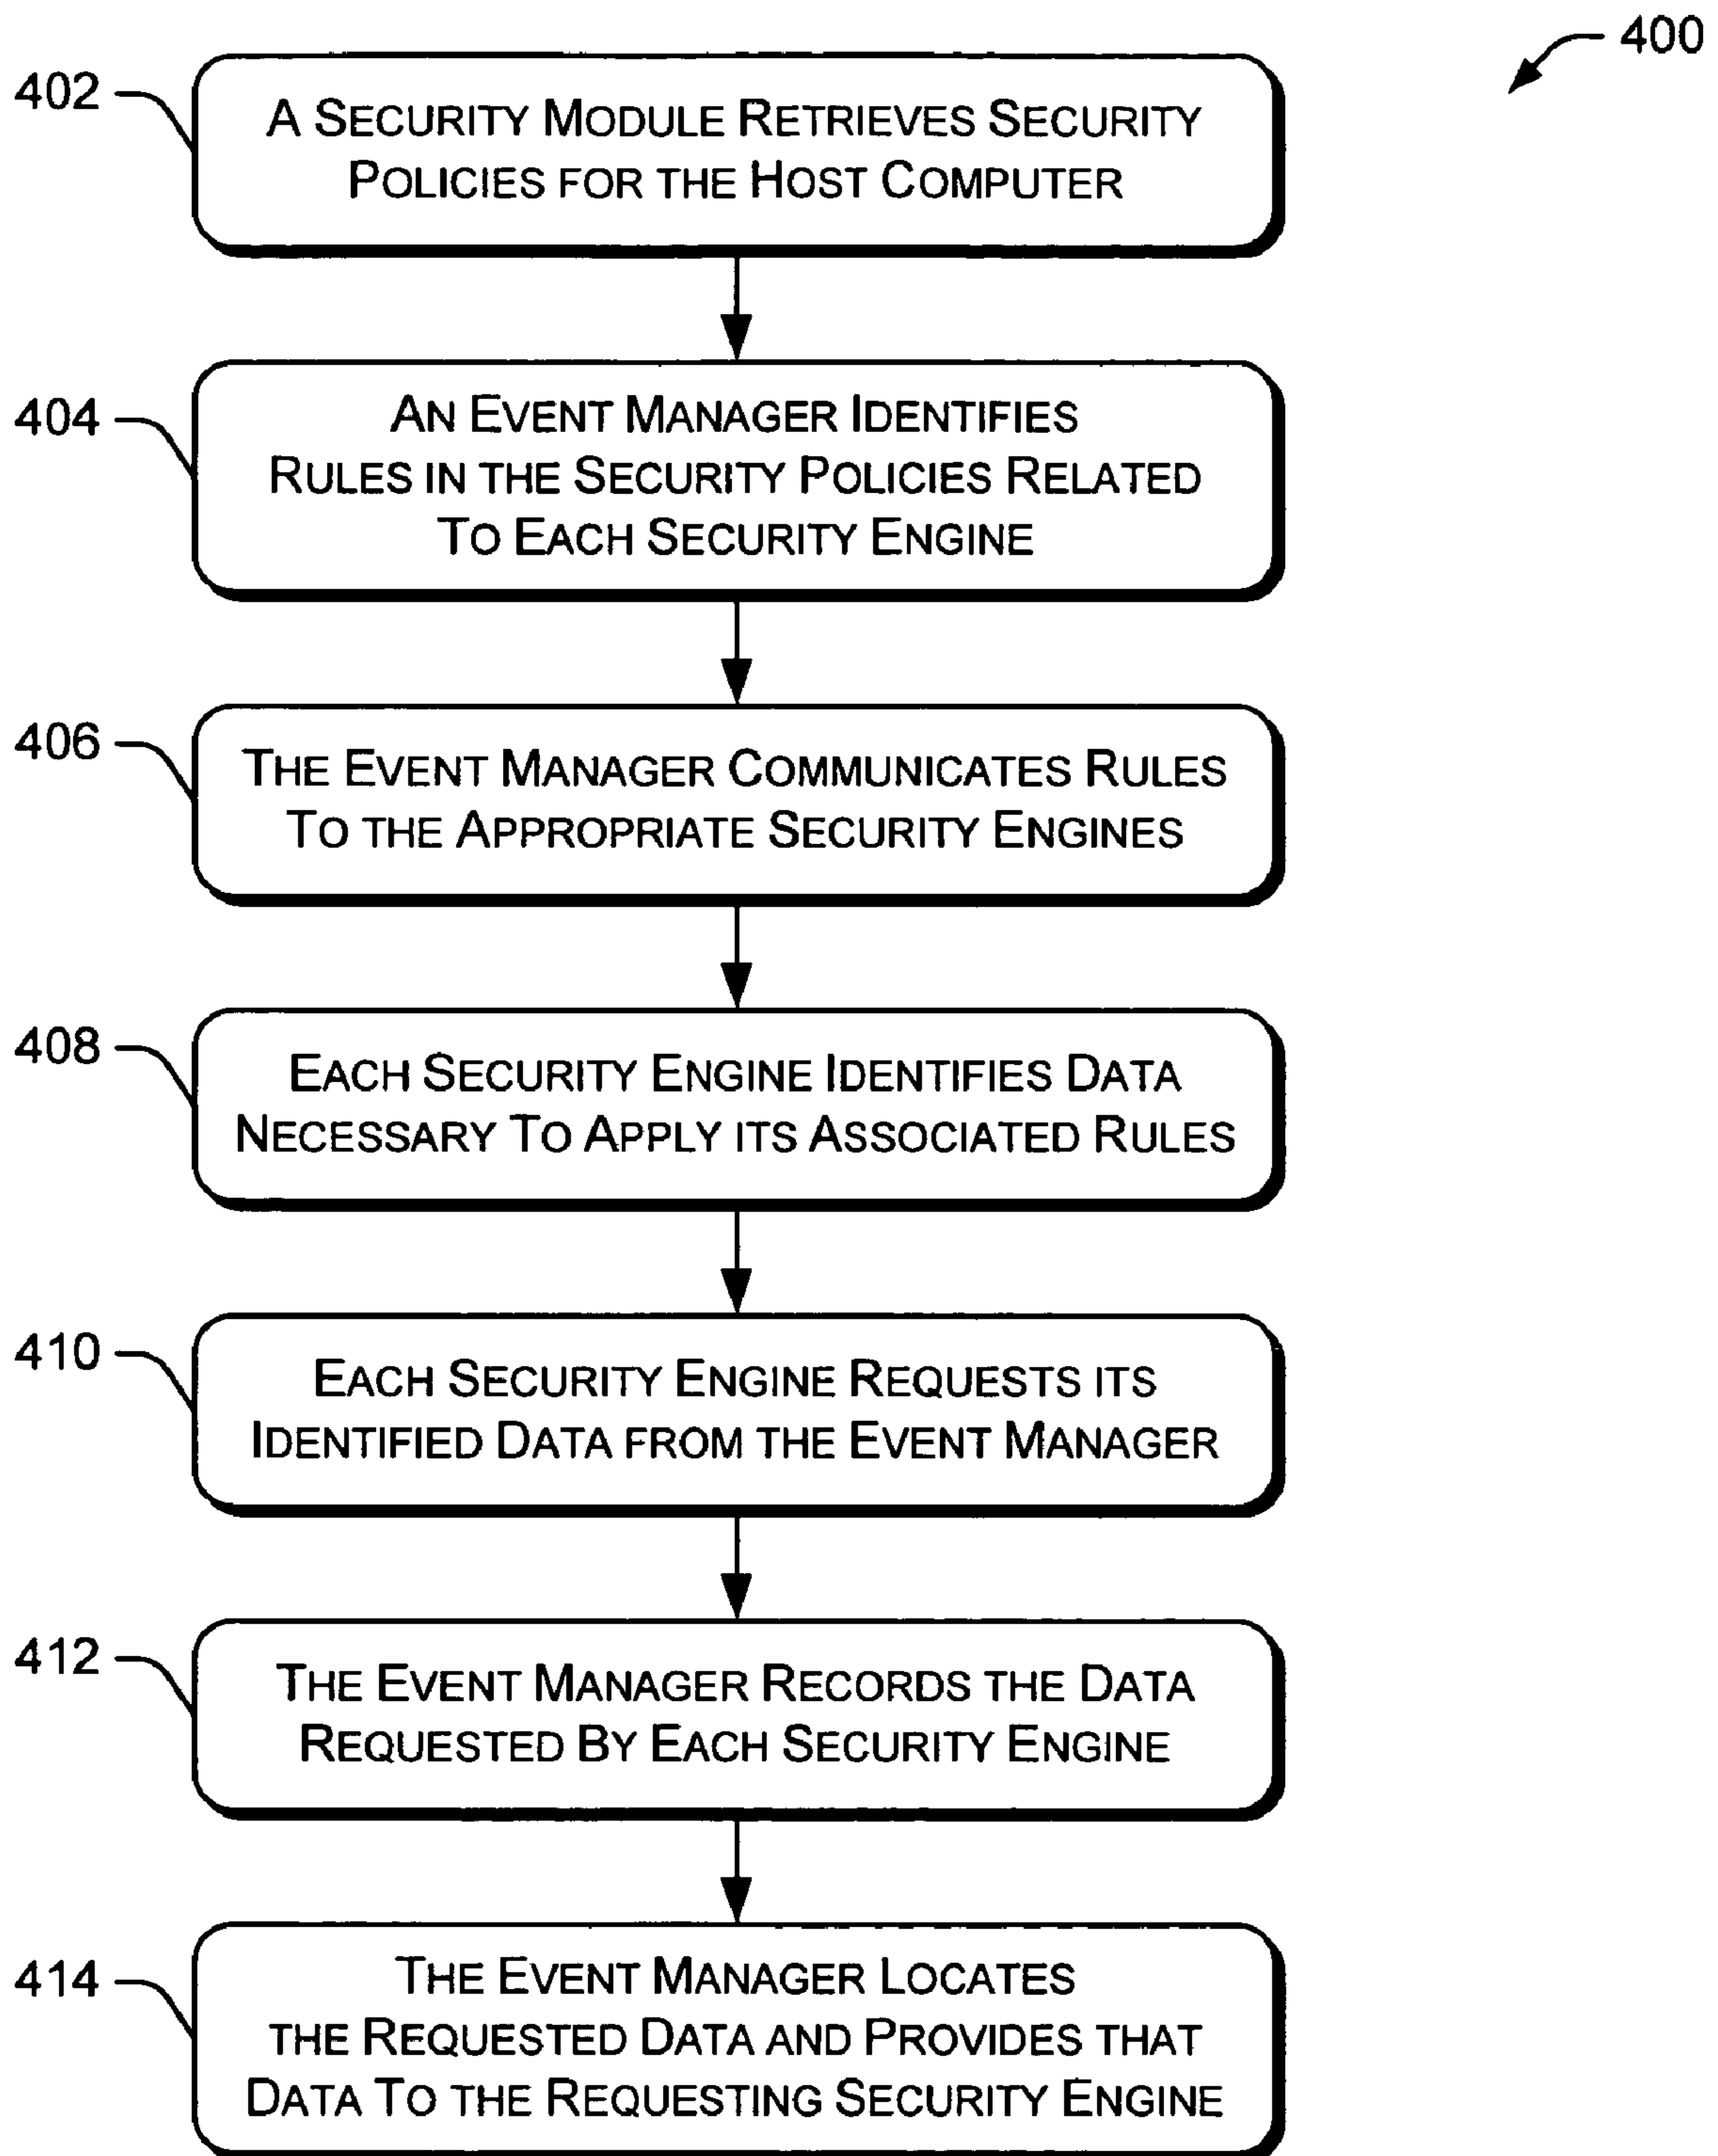 400
402
A SECURITY MODULE RETRIEVES SECURITY
POLICIES FOR THE HOST COMPUTER
404
AN EVENT MANAGER IDENTIFIES
RULES IN THE SECURITY POLICIES RELATED
TO EACH SECURITY ENGINE
406
THE EVENT MANAGER COMMUNICATES RULES
TO THE APPROPRIATE SECURITY ENGINES
408
EACH SECURITY ENGINE IDENTIFIES DATA
NECESSARY TO APPLY ITS ASSOCIATED RULES
410
EACH SECURITY ENGINE REQUESTS ITS
IDENTIFIED DATA FROM THE EVENT MANAGER
412
THE EVENT MANAGER RECORDS THE DATA
REQUESTED BY EACH SECURITY ENGINE
414
THE EVENT MANAGER LOCATES
THE REQUESTED DATA AND PROVIDES THAT
DATA TO THE REQUESTING SECURITY ENGINE